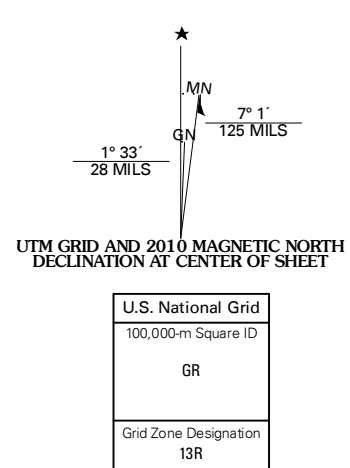 ★
MN
7° 1´
125 MILS
GN
1° 33´
28 MILS
UTM GRID AND 2010 MAGNETIC NORTH
DECLINATION AT CENTER OF SHEET
U.S. National Grid
100,000-m Square ID
GR
Grid Zone Designation
13R